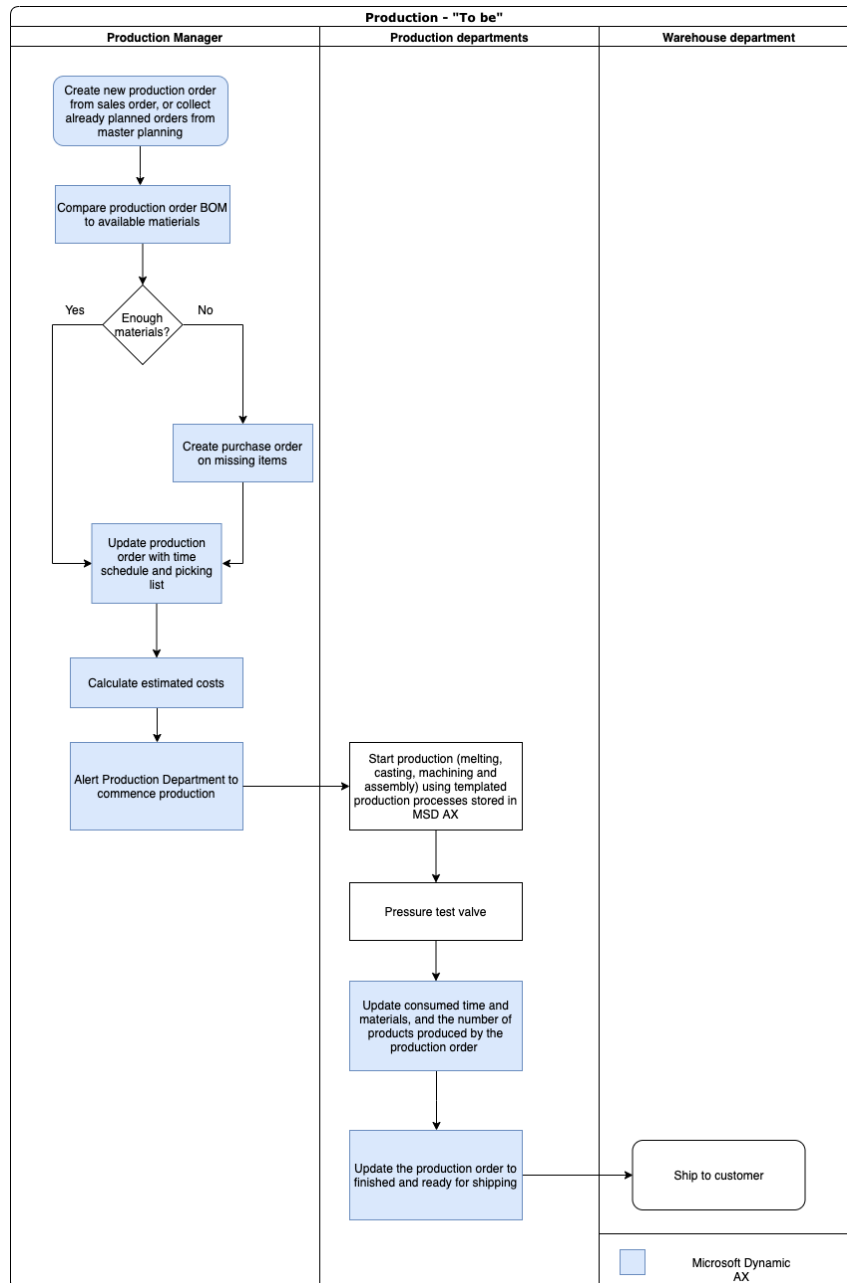 Production - "To be"
Production Manager
Production departments
Warehouse department
Create new production order
from sales order, or collect
already planned orders from
master planning
Compare production order BOM
to available matierials
Yes
No
Enough
materials?
Create purchase order
on missing items
Update production
order with time
schedule and picking
list
Calculate estimated costs
Alert Production Department to
commence production
Start production (melting,
casting, machining and
assembly) using templated
production processes stored in
MSD AX
Pressure test valve
Update consumed time and
materials, and the number of
products produced by the
production order
Update the production order to
finished and ready for shipping
Ship to customer
Microsoft Dynamic
AX